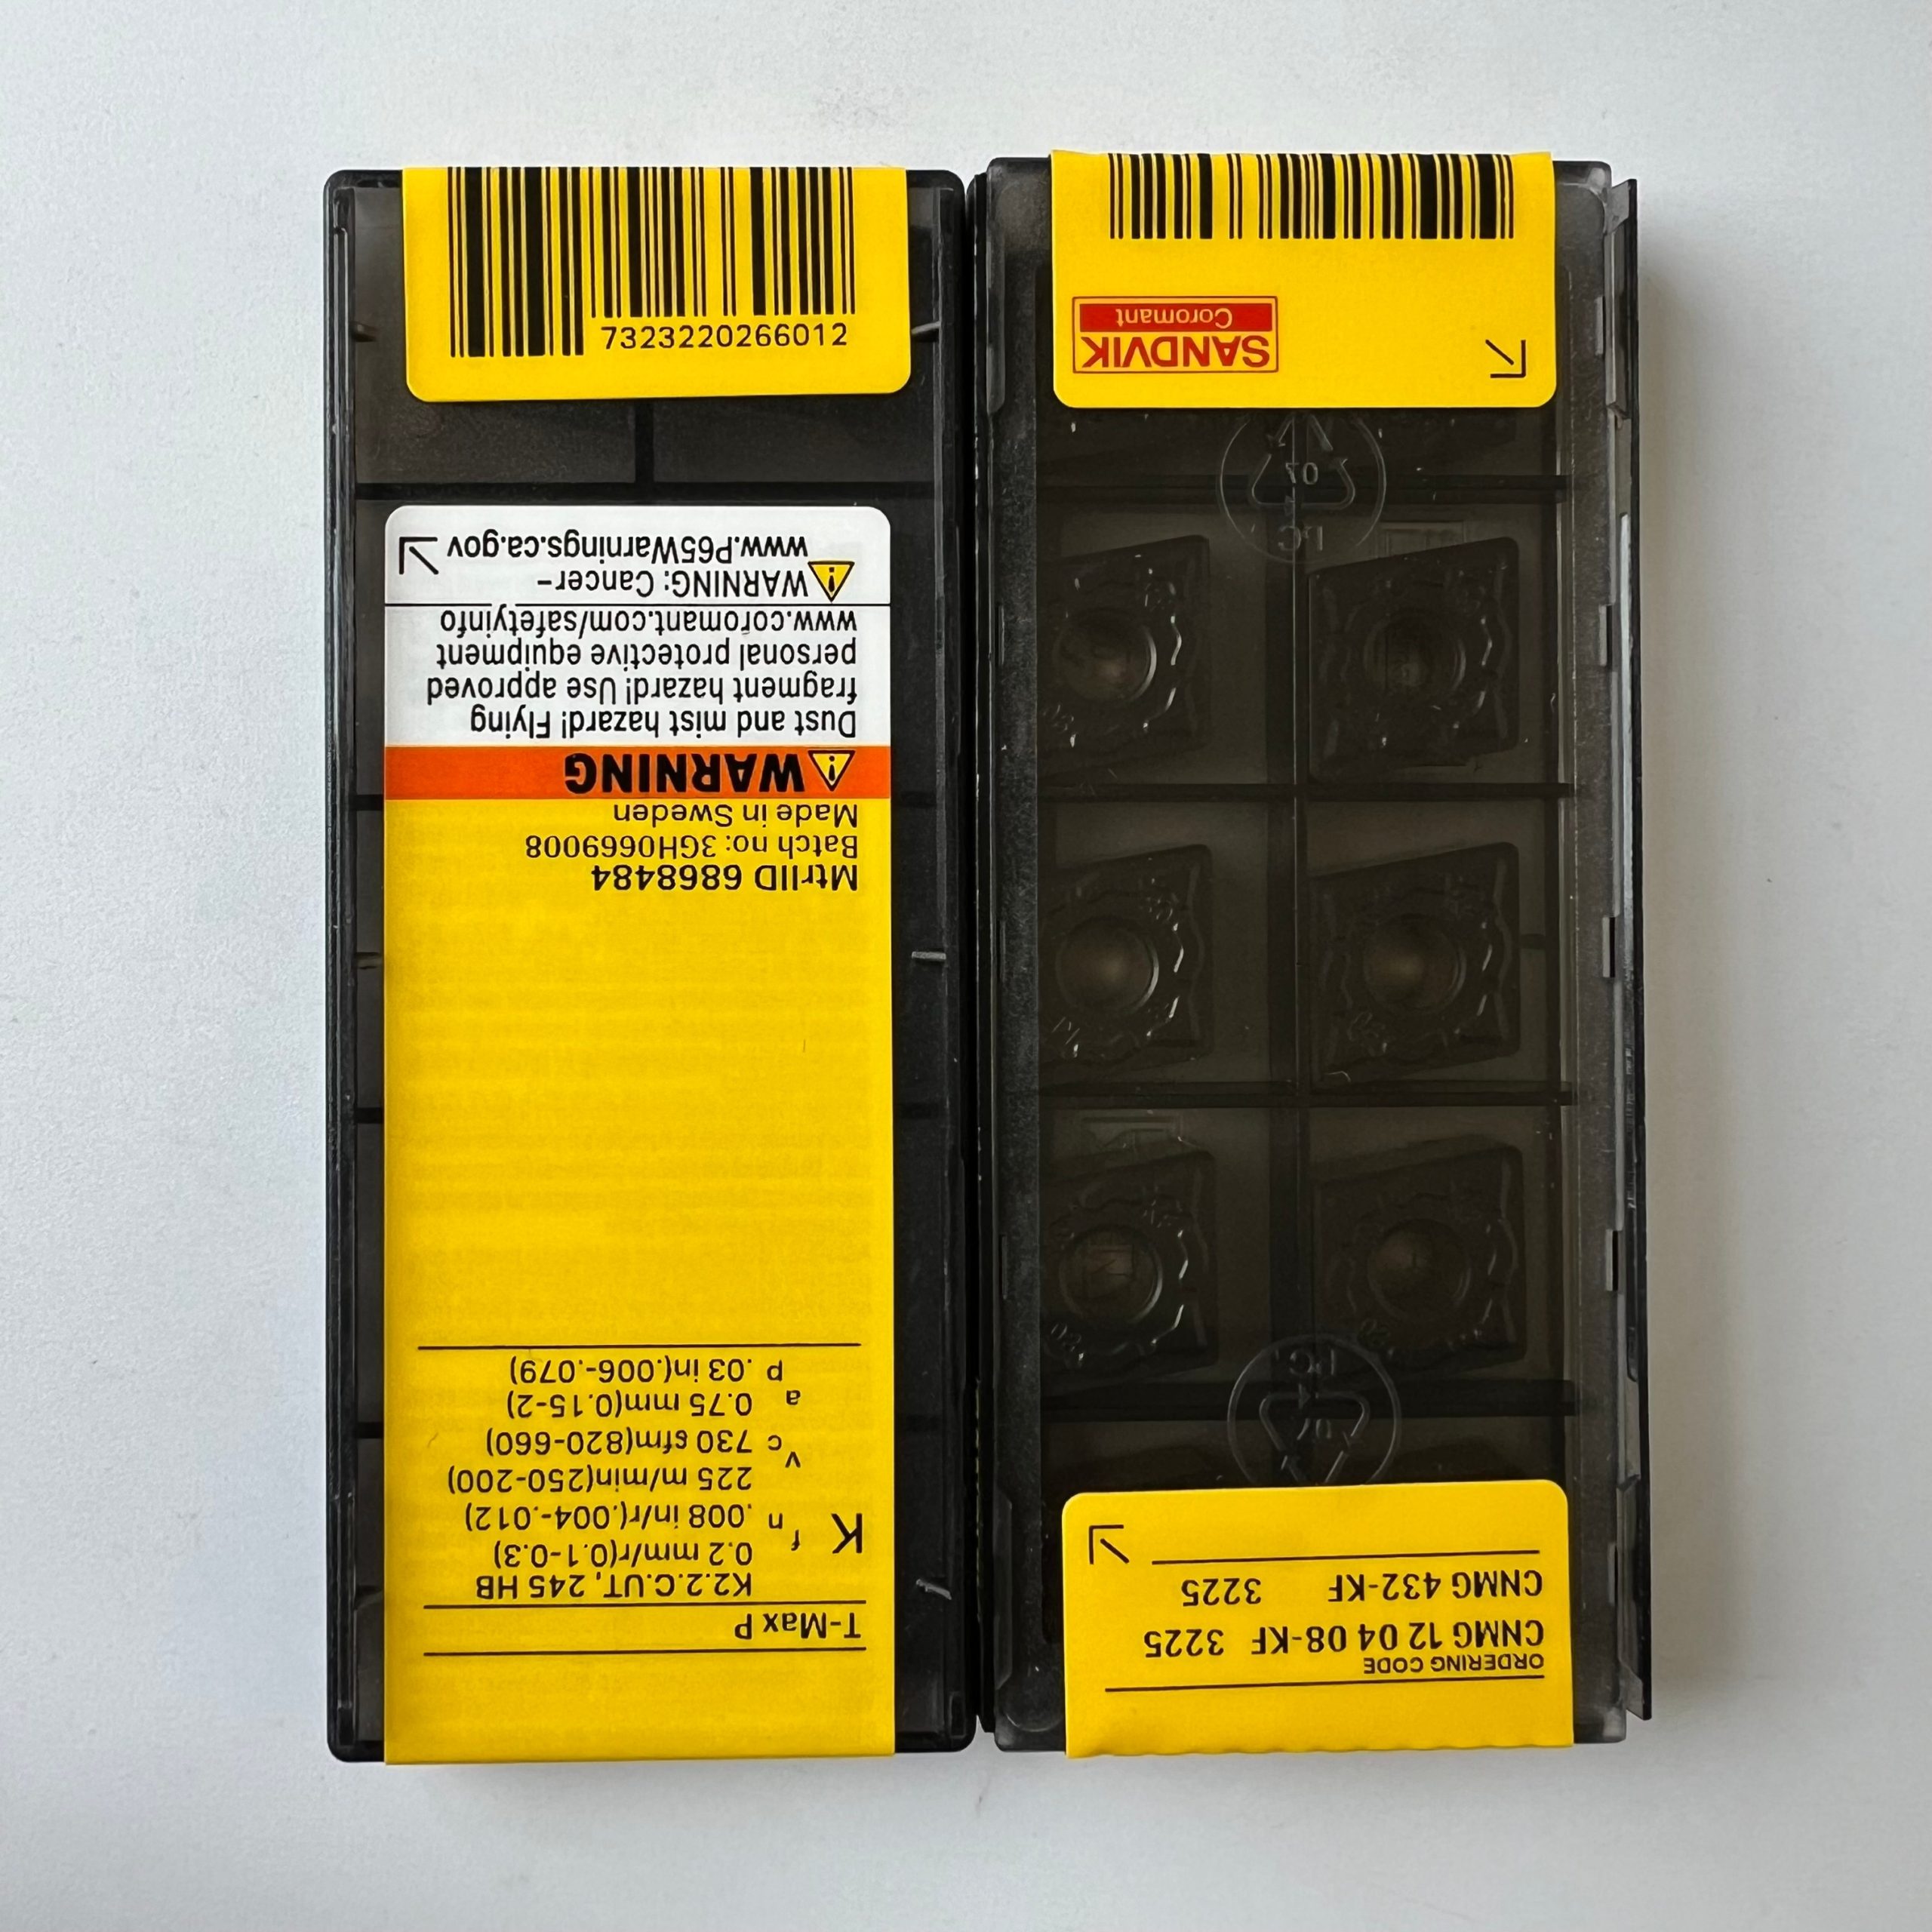 7323220266012
T-Max P
K2.2.C.UT, 245 HB
K
f n 0.2 mm/r(0.1-0.3)
.008 in/r(.004-.012)
v c 225 m/min(250-200)
730 sfm(820-660)
a p 0.75 mm(0.15-2)
.03 in(.006-.079)
MtrlID 6868484
Batch no: 3GH0669008
Made in Sweden
WARNING
Dust and mist hazard! Flying
fragment hazard! Use approved
personal protective equipment
www.coromant.com/safetyinfo
WARNING: Cancer-
www.P65Warnings.ca.gov
ORDERING CODE
CNMG 12 04 08-KF 3225
CNMG 432-KF 3225
SANDVIK
Coromant
07
PC
PC